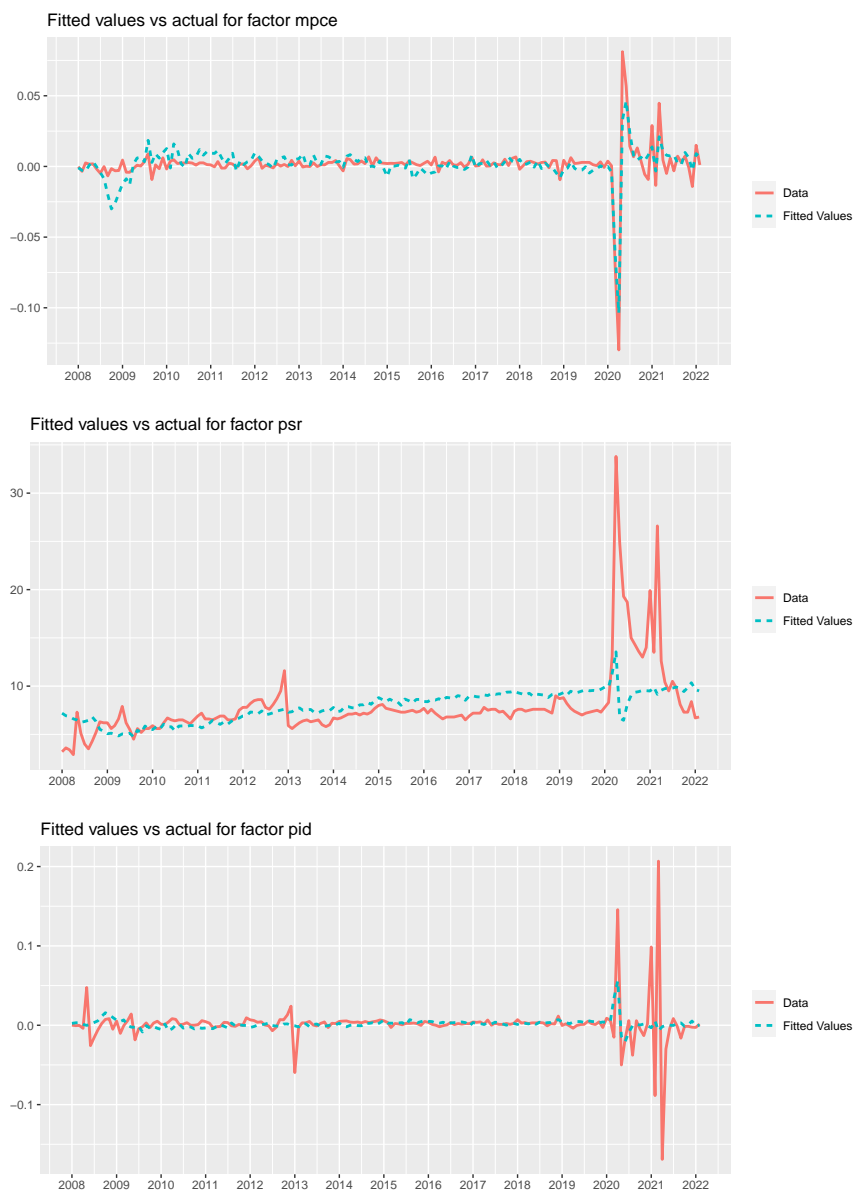 Fitted values vs actual for factor mpce
0.05
0.00
−0.05
−0.10
2008 2009 2010 2011 2012 2013 2014 2015 2016 2017 2018 2019 2020 2021 2022
Data
Fitted Values
Fitted values vs actual for factor psr
30
20
10
2008 2009 2010 2011 2012 2013 2014 2015 2016 2017 2018 2019 2020 2021 2022
Data
Fitted Values
Fitted values vs actual for factor pid
0.2
0.1
0.0
−0.1
2008 2009 2010 2011 2012 2013 2014 2015 2016 2017 2018 2019 2020 2021 2022
Data
Fitted Values